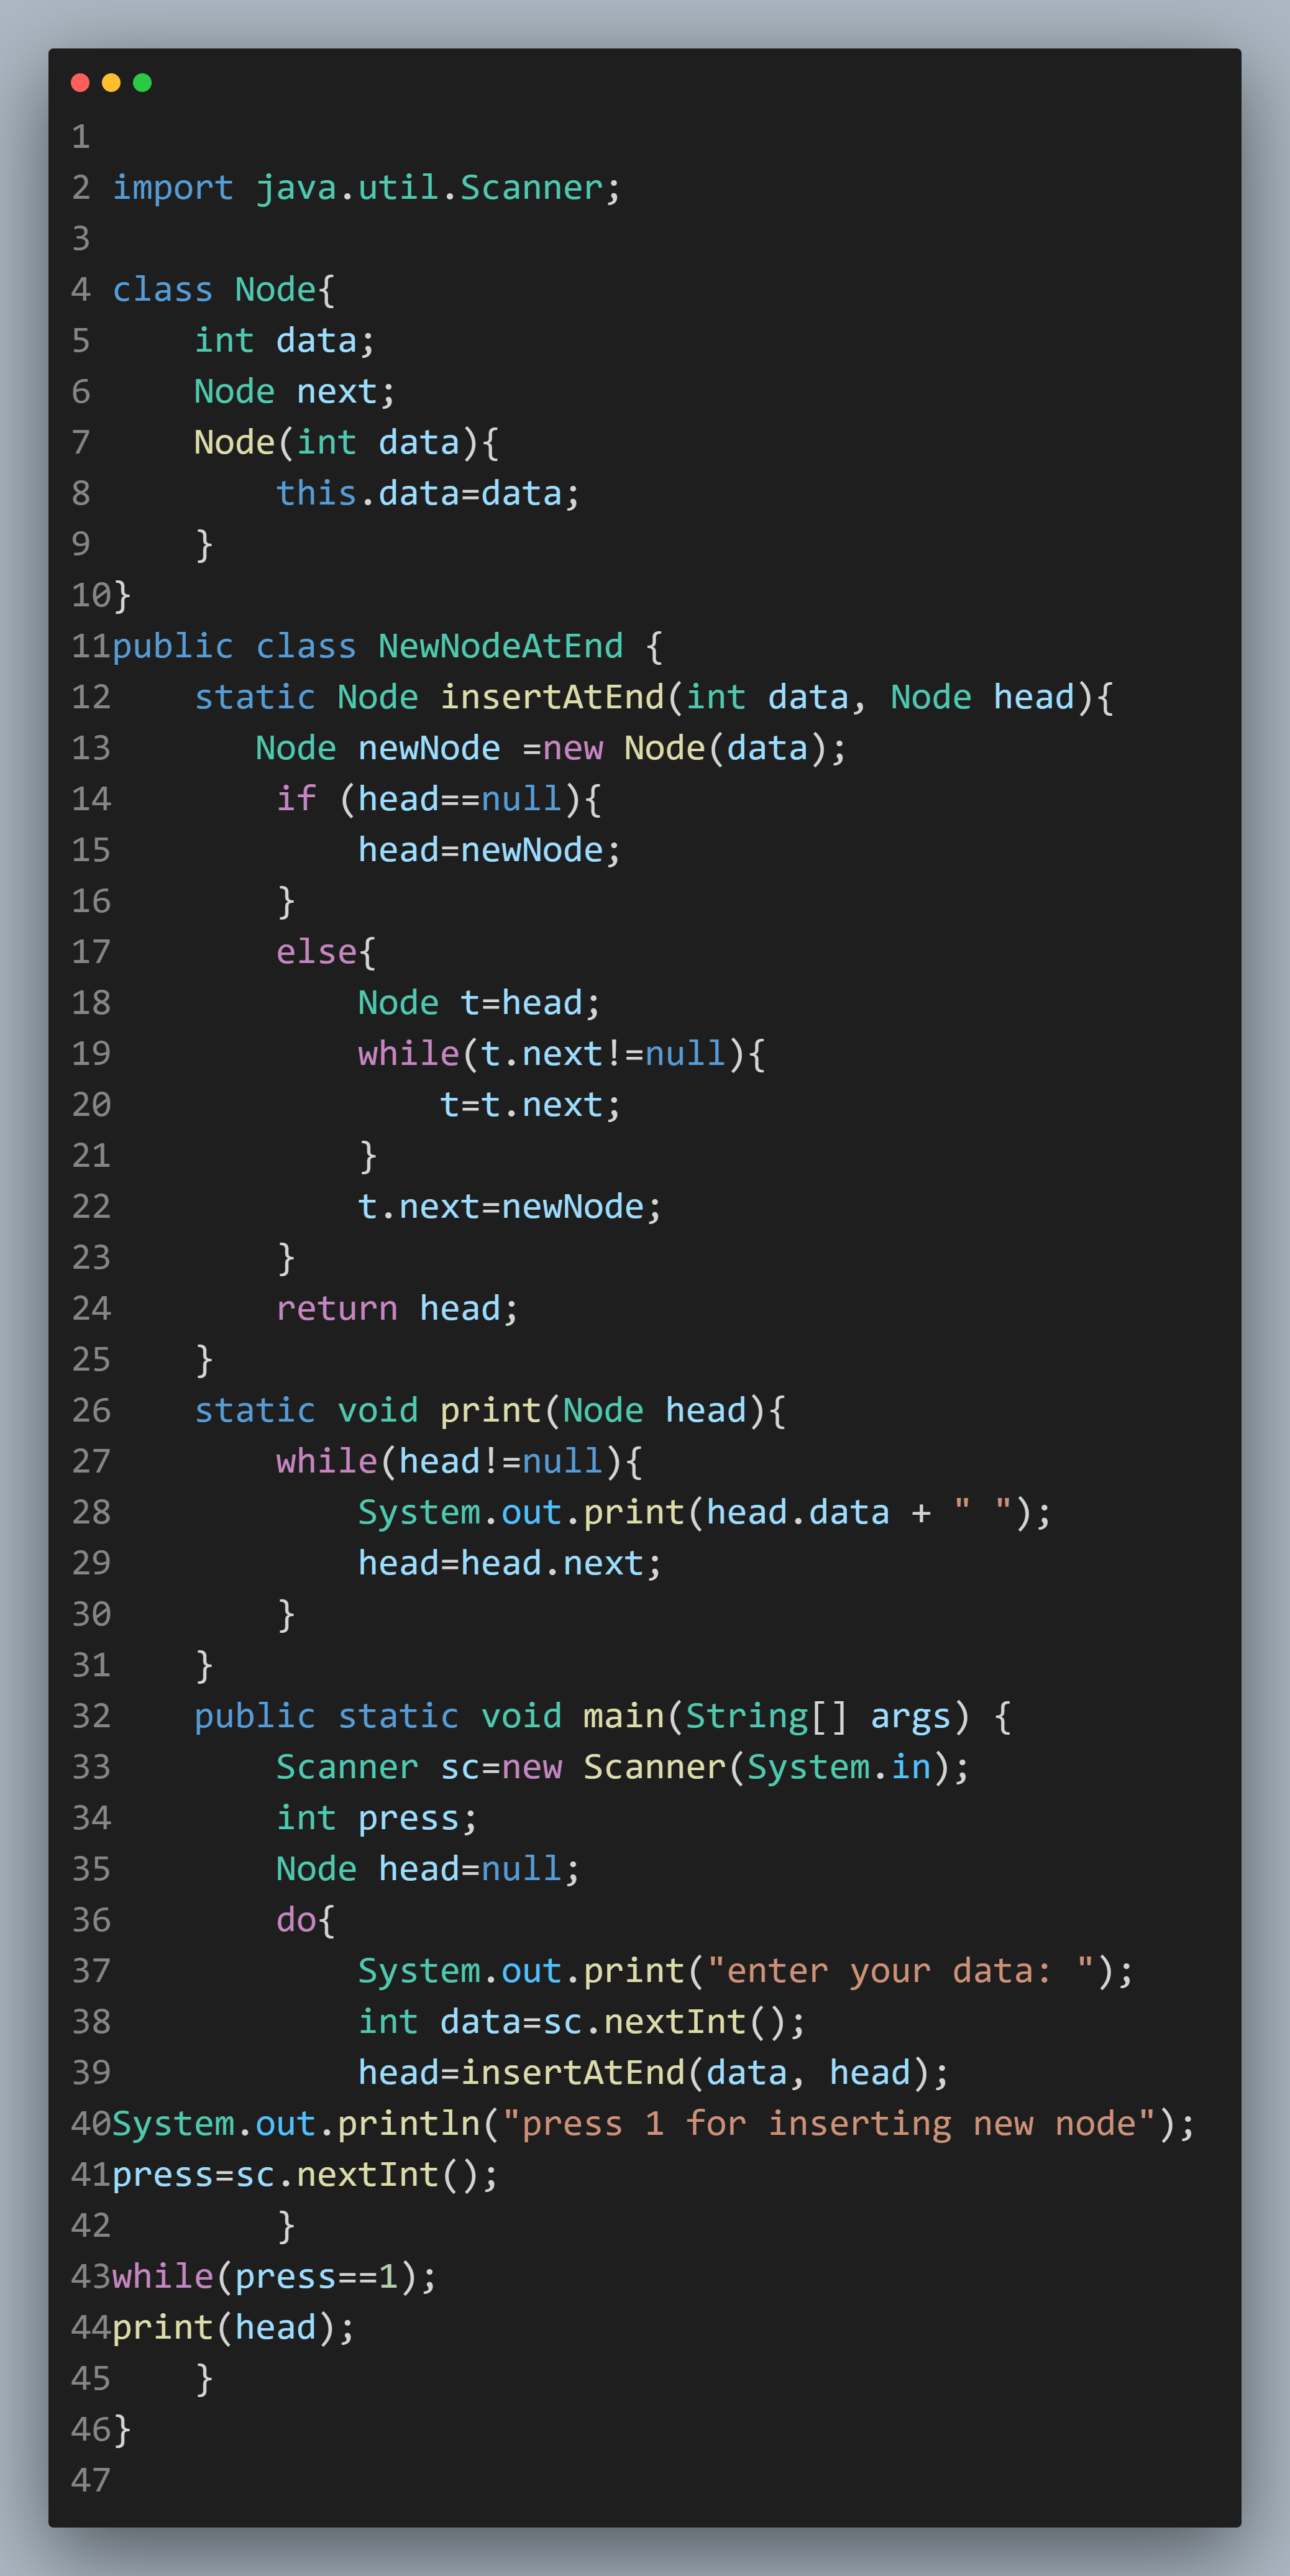 1
2 import java.util.Scanner;
3
4 class Node{
5     int data;
6     Node next;
7     Node(int data){
8         this.data=data;
9     }
10}
11public class NewNodeAtEnd {
12    static Node insertAtEnd(int data, Node head){
13       Node newNode =new Node(data);
14        if (head==null){
15            head=newNode;
16        }
17        else{
18            Node t=head;
19            while(t.next!=null){
20                t=t.next;
21            }
22            t.next=newNode;
23        }
24        return head;
25    }
26    static void print(Node head){
27        while(head!=null){
28            System.out.print(head.data + " ");
29            head=head.next;
30        }
31    }
32    public static void main(String[] args) {
33        Scanner sc=new Scanner(System.in);
34        int press;
35        Node head=null;
36        do{
37            System.out.print("enter your data: ");
38            int data=sc.nextInt();
39            head=insertAtEnd(data, head);
40System.out.println("press 1 for inserting new node");
41press=sc.nextInt();
42        }
43while(press==1);
44print(head);
45    }
46}
47